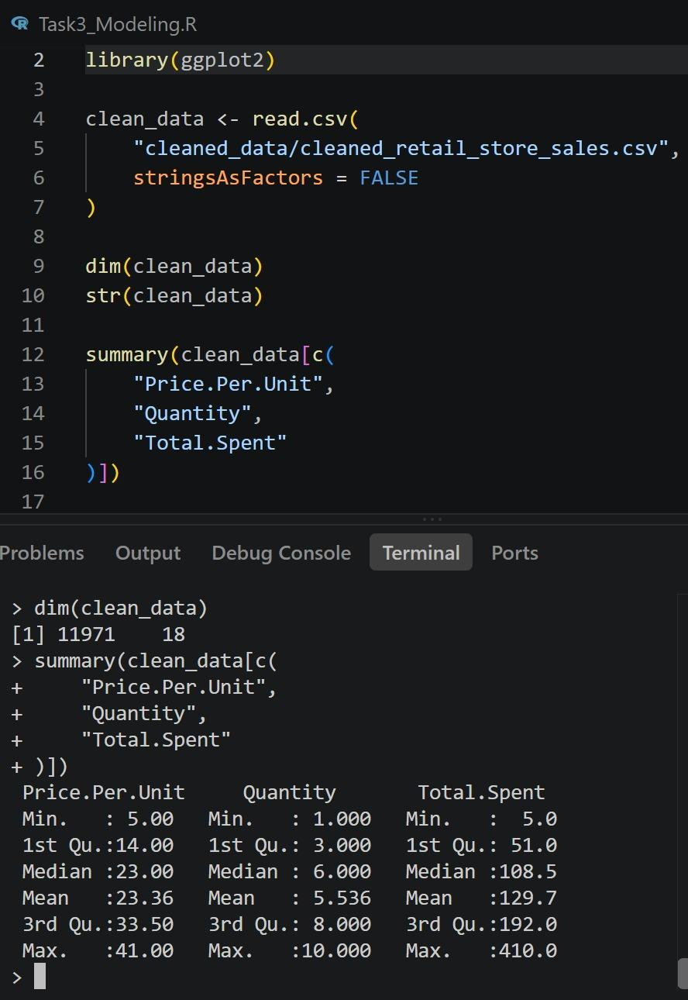 Task3_Modeling.R
2 library(ggplot2)
3
4 clean_data <- read.csv(
5     "cleaned_data/cleaned_retail_store_sales.csv",
6     stringsAsFactors = FALSE
7 )
8
9 dim(clean_data)
10 str(clean_data)
11
12 summary(clean_data[c(
13     "Price.Per.Unit",
14     "Quantity",
15     "Total.Spent"
16 )])
17
Problems Output Debug Console Terminal Ports
> dim(clean_data)
[1] 11971    18
> summary(clean_data[c(
+     "Price.Per.Unit",
+     "Quantity",
+     "Total.Spent"
+ )])
 Price.Per.Unit     Quantity       Total.Spent
 Min.   : 5.00   Min.   : 1.000   Min.   :  5.0
 1st Qu.:14.00   1st Qu.: 3.000   1st Qu.: 51.0
 Median :23.00   Median : 6.000   Median :108.5
 Mean   :23.36   Mean   : 5.536   Mean   :129.7
 3rd Qu.:33.50   3rd Qu.: 8.000   3rd Qu.:192.0
 Max.   :41.00   Max.   :10.000   Max.   :410.0
>